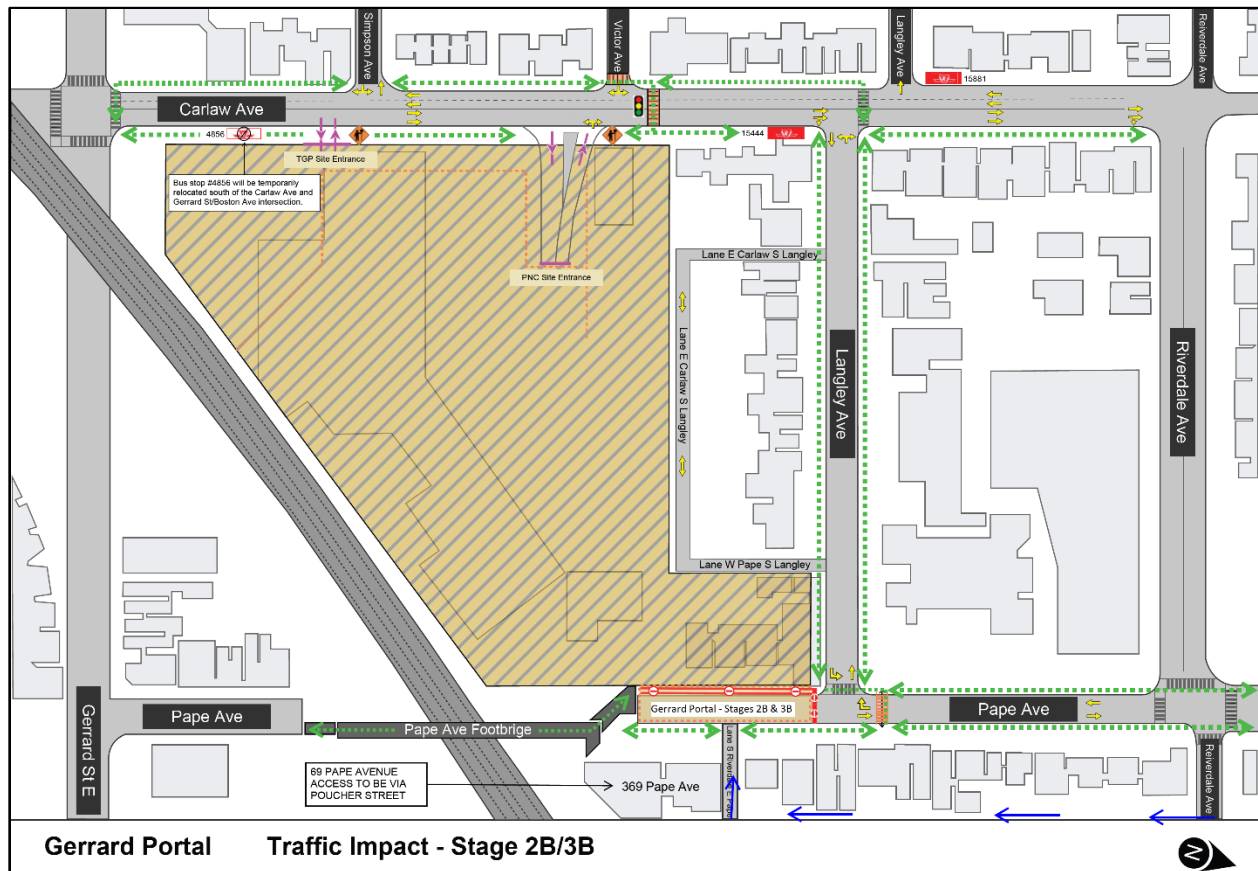 Simpson Ave
Victor Ave
Langley Ave
Reiverdale Ave
15881
Carlaw Ave
4856
15444
TGP Site Entrance
Bus stop #4856 will be temporarily
relocated south of the Carlaw Ave and
Gerrard St/Boston Ave intersection.
PNC Site Entrance
Lane E Carlaw S Langley
Lane E Carlaw S Langley
Langley Ave
Riverdale Ave
Lane W Pape S Langley
Gerrard St E
Pape Ave
Pape Ave Footbrige
Gerrard Portal - Stages 2B & 3B
Pape Ave
69 PAPE AVENUE
ACCESS TO BE VIA
POUCHER STREET
369 Pape Ave
Lane S Riverdale E Pape
Reiverdale Ave
Gerrard Portal Traffic Impact - Stage 2B/3B
N